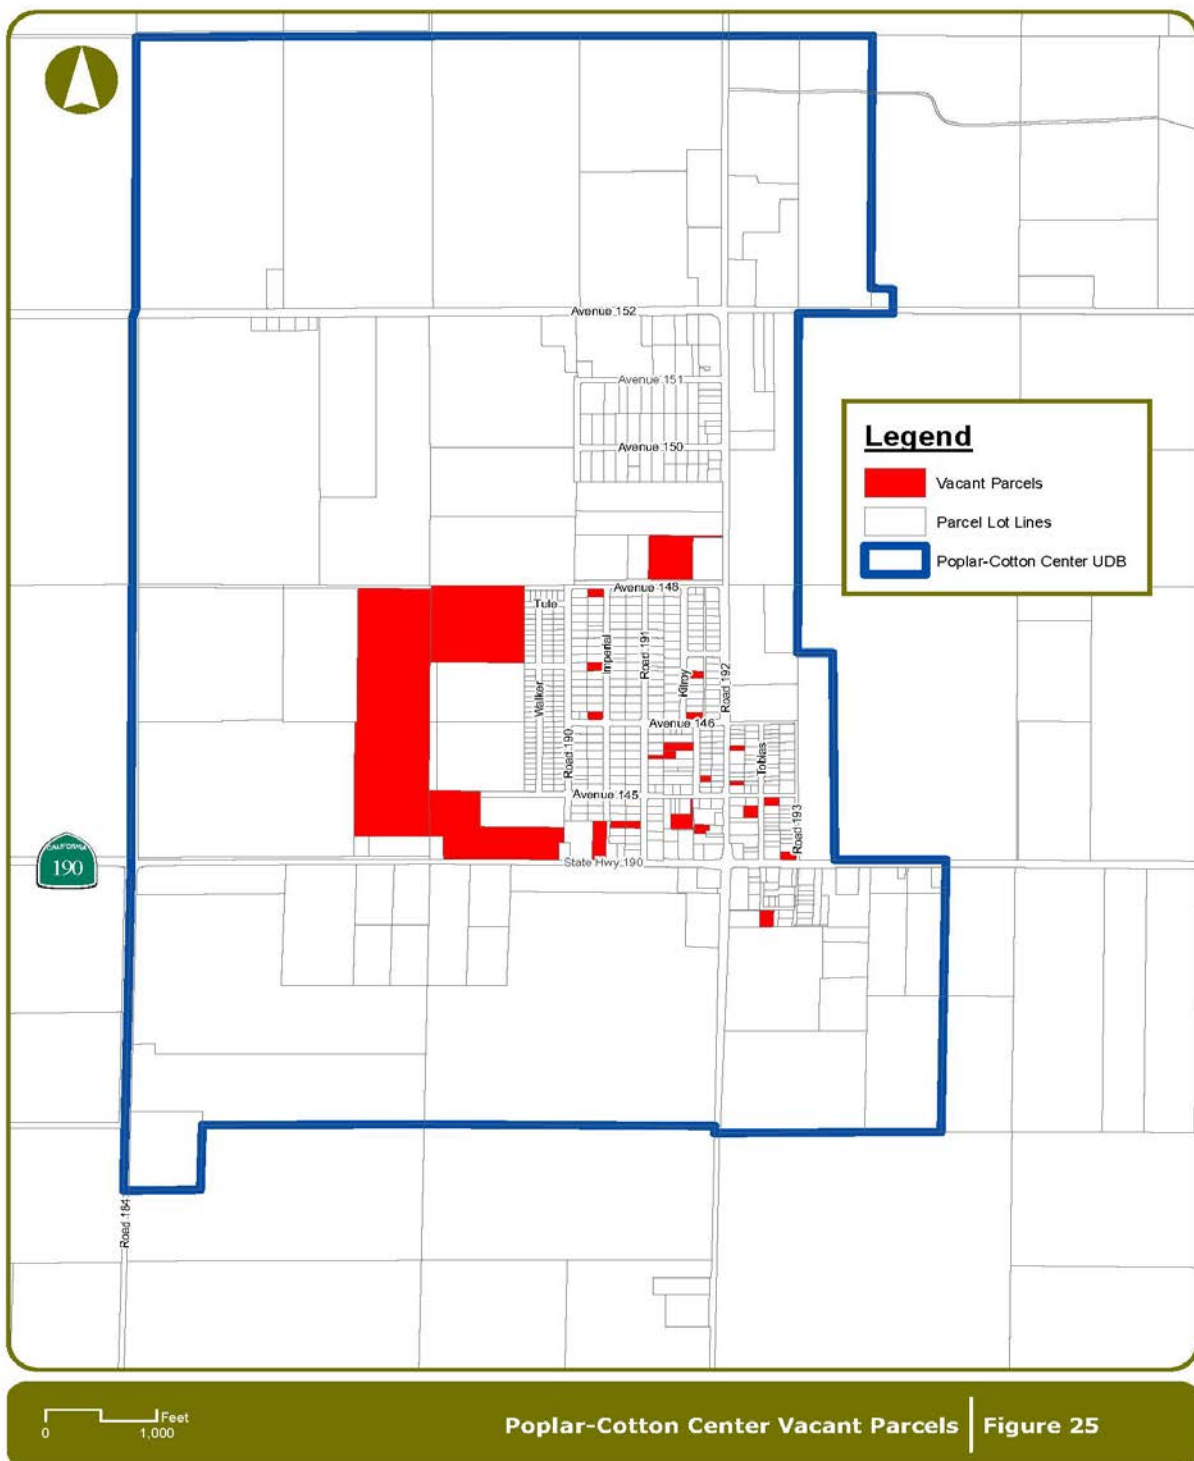 Avenue 152
Avenue 151
Avenue 150
Legend
Vacant Parcels
Parcel Lot Lines
Poplar-Cotton Center UDB
Avenue 148
Tule
Imperial
Road 191
Kilroy
Road 192
Walker
Avenue 146
Road 190
Tobias
Avenue 145
Road 193
CALIFORNIA
190
State Hwy 190
Road 184
Feet
0
1,000
Poplar-Cotton Center Vacant Parcels
Figure 25